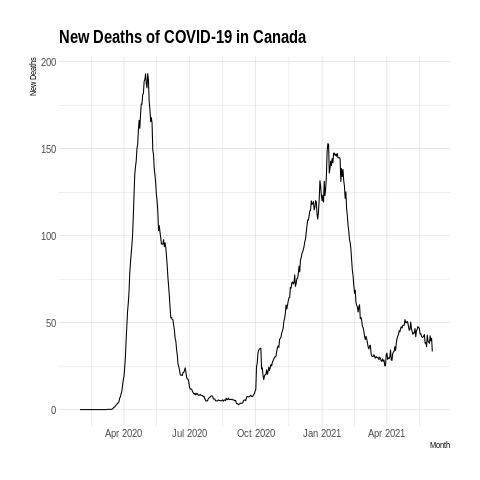 New Deaths of COVID-19 in Canada
New Deaths
200
150
100
50
0
Apr 2020 Jul 2020 Oct 2020 Jan 2021 Apr 2021
Month